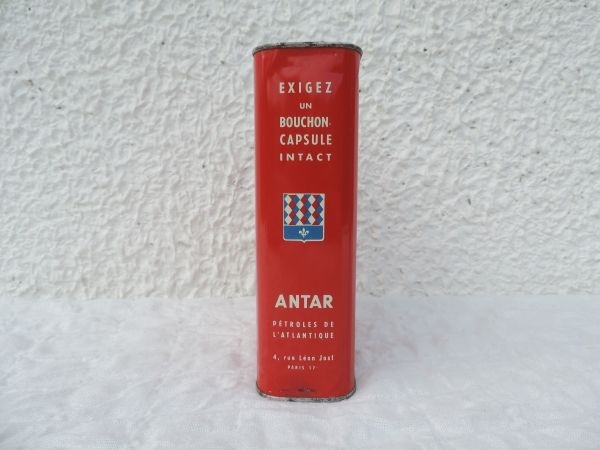 EXIGEZ
UN
BOUCHON-
CAPSULE
INTACT
ANTAR
PÉTROLES DE
L'ATLANTIQUE
4, rue Léon Jost
PARIS 17